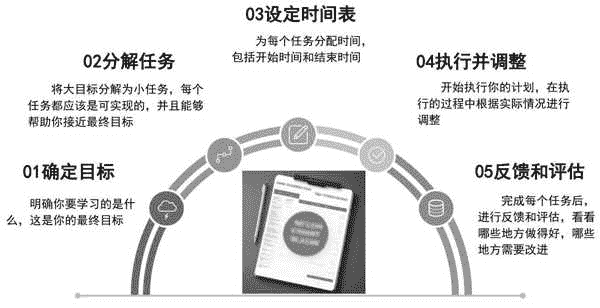 01确定目标
明确你要学习的是什
么，这是你的最终目标
02分解任务
将大目标分解为小任务，每个
任务都应该是可实现的，并且能够
帮助你接近最终目标
03设定时间表
为每个任务分配时间，
包括开始时间和结束时间
04执行并调整
开始执行你的计划，在执
行的过程中根据实际情况进行
调整
05反馈和评估
完成每个任务后，
进行反馈和评估，看看
哪些地方做得好，哪些
地方需要改进